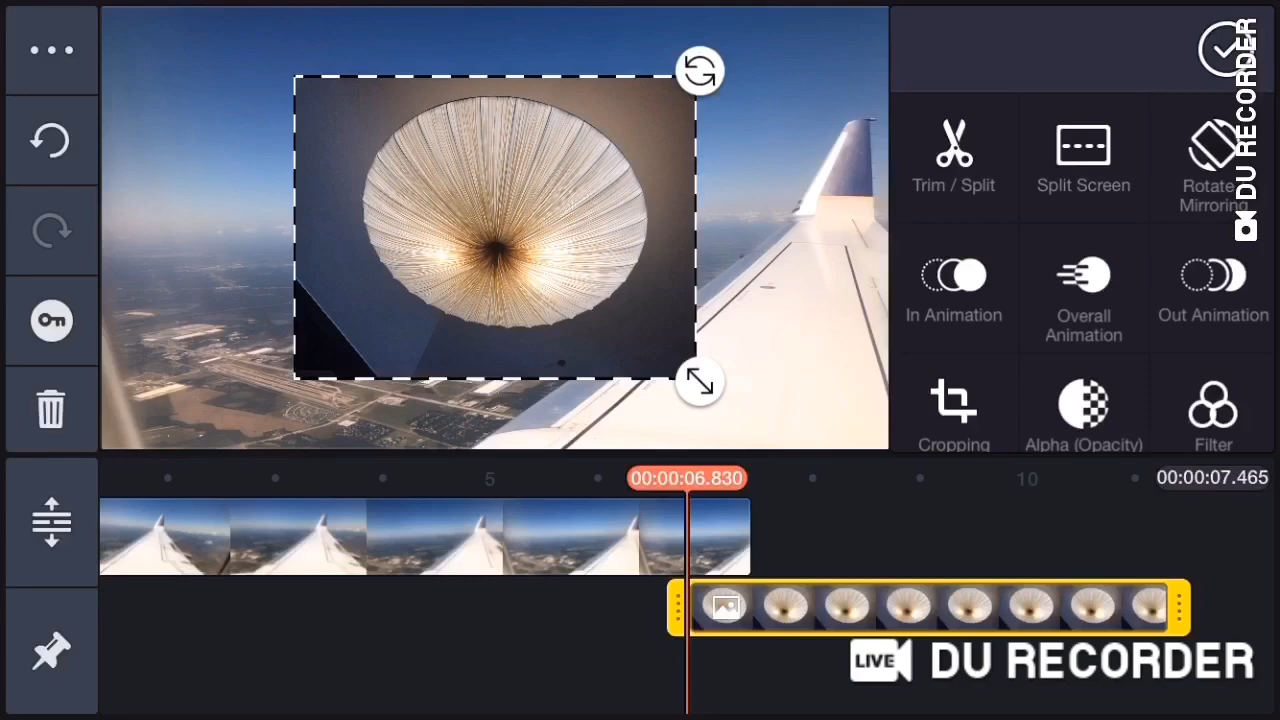 Trim / Split
Split Screen
Rotate
Mirroring
DU RECORDER
In Animation
Overall
Animation
Out Animation
Cropping
Alpha (Opacity)
Filter
5
00:00:06.830
10
00:00:07.465
LIVE
DU RECORDER